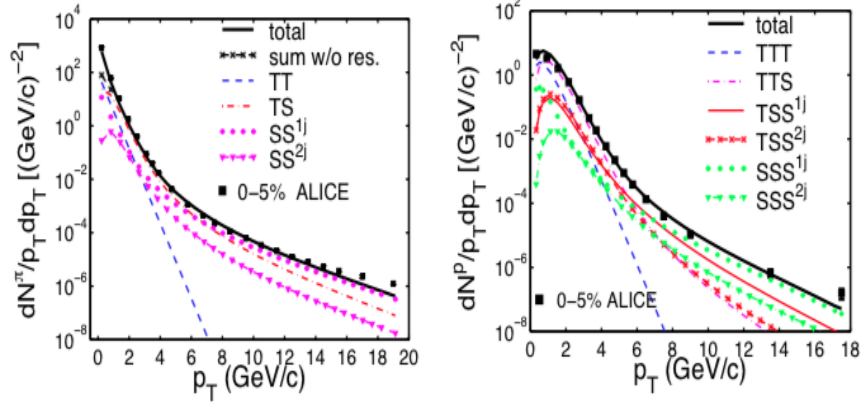 dN^π/p_T dp_T [(GeV/c)^−2]
10^4
10^2
10^0
10^−2
10^−4
10^−6
10^−8
total
sum w/o res.
TT
TS
SS^1j
SS^2j
0−5% ALICE
0 2 4 6 8 10 12 14 16 18 20
p_T (GeV/c)
dN^p/p_T dp_T [(GeV/c)^−2]
10^2
10^0
10^−2
10^−4
10^−6
10^−8
total
TTT
TTS
TSS^1j
TSS^2j
SSS^1j
SSS^2j
0−5% ALICE
0 2 4 6 8 10 12 14 16 18
p_T (GeV/c)